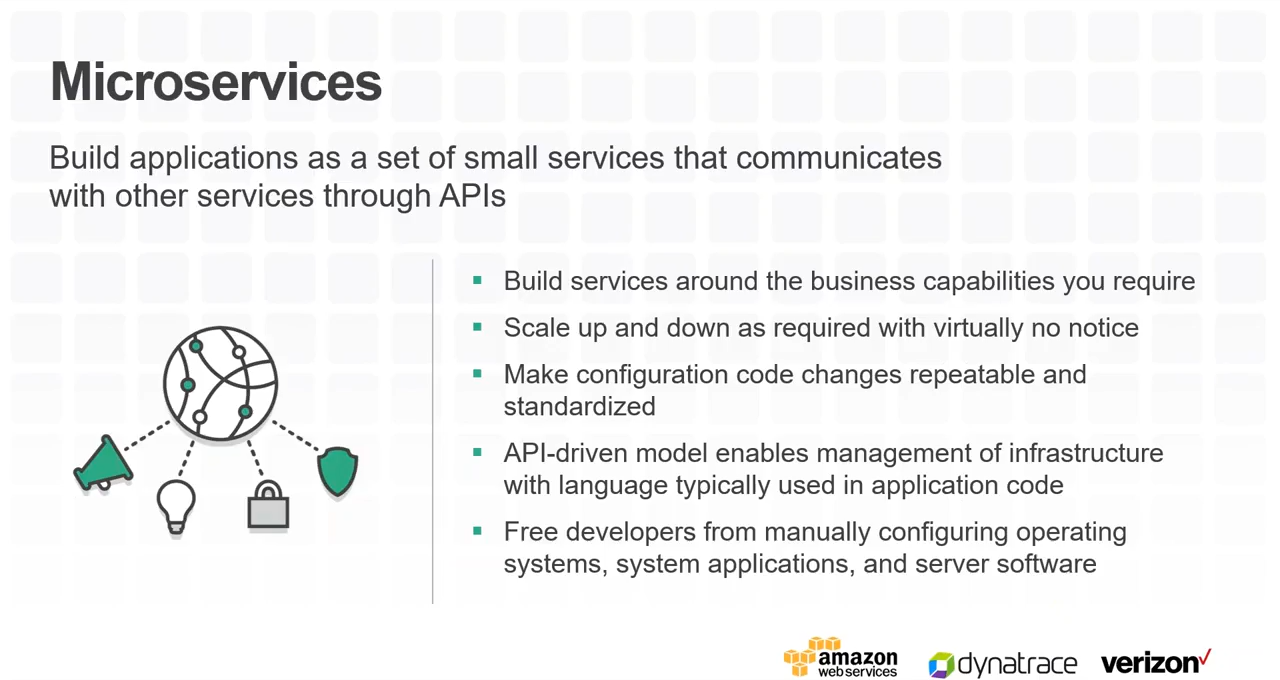 Microservices
Build applications as a set of small services that communicates
with other services through APIs
Build services around the business capabilities you require
Scale up and down as required with virtually no notice
Make configuration code changes repeatable and
standardized
API-driven model enables management of infrastructure
with language typically used in application code
Free developers from manually configuring operating
systems, system applications, and server software
amazon
web services
dynatrace
verizon✓